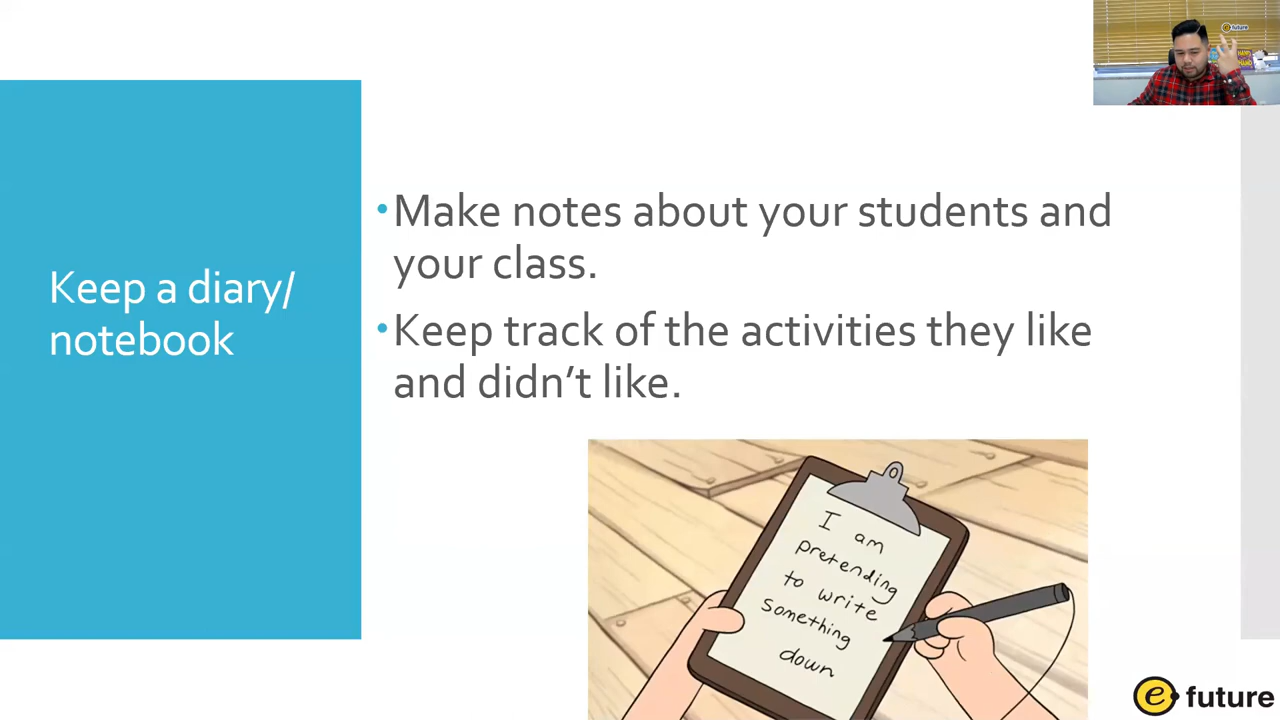 e future
Keep a diary/
notebook
•Make notes about your students and
your class.
•Keep track of the activities they like
and didn’t like.
I am
pretending
to write
something
down
e future